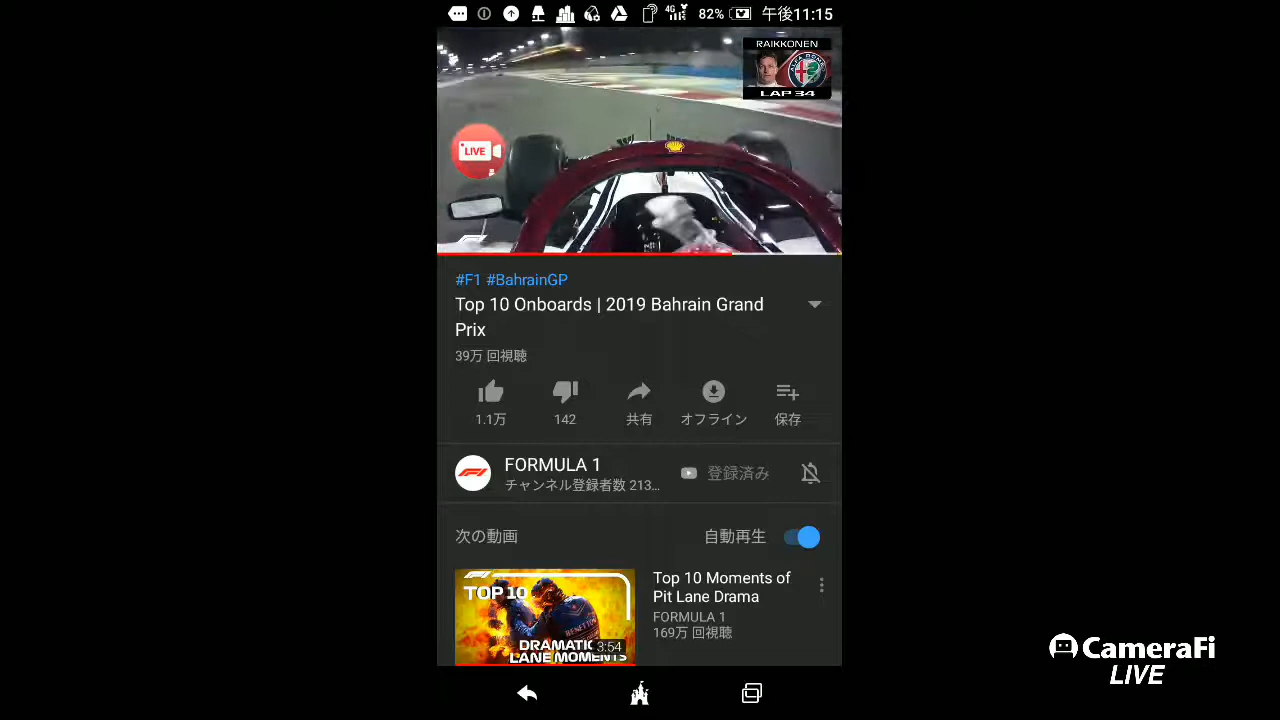 4G
82%
午後11:15
RAIKKONEN
ALFA ROMEO
LAP 34
LIVE
#F1 #BahrainGP
Top 10 Onboards | 2019 Bahrain Grand
Prix
39万 回視聴
1.1万
142
共有
オフライン
保存
FORMULA 1
チャンネル登録者数 213...
登録済み
次の動画
自動再生
TOP 10
BENETTON
DRAMATIC
LANE MOMENTS
3:54
Top 10 Moments of
Pit Lane Drama
FORMULA 1
169万 回視聴
CameraFi
LIVE